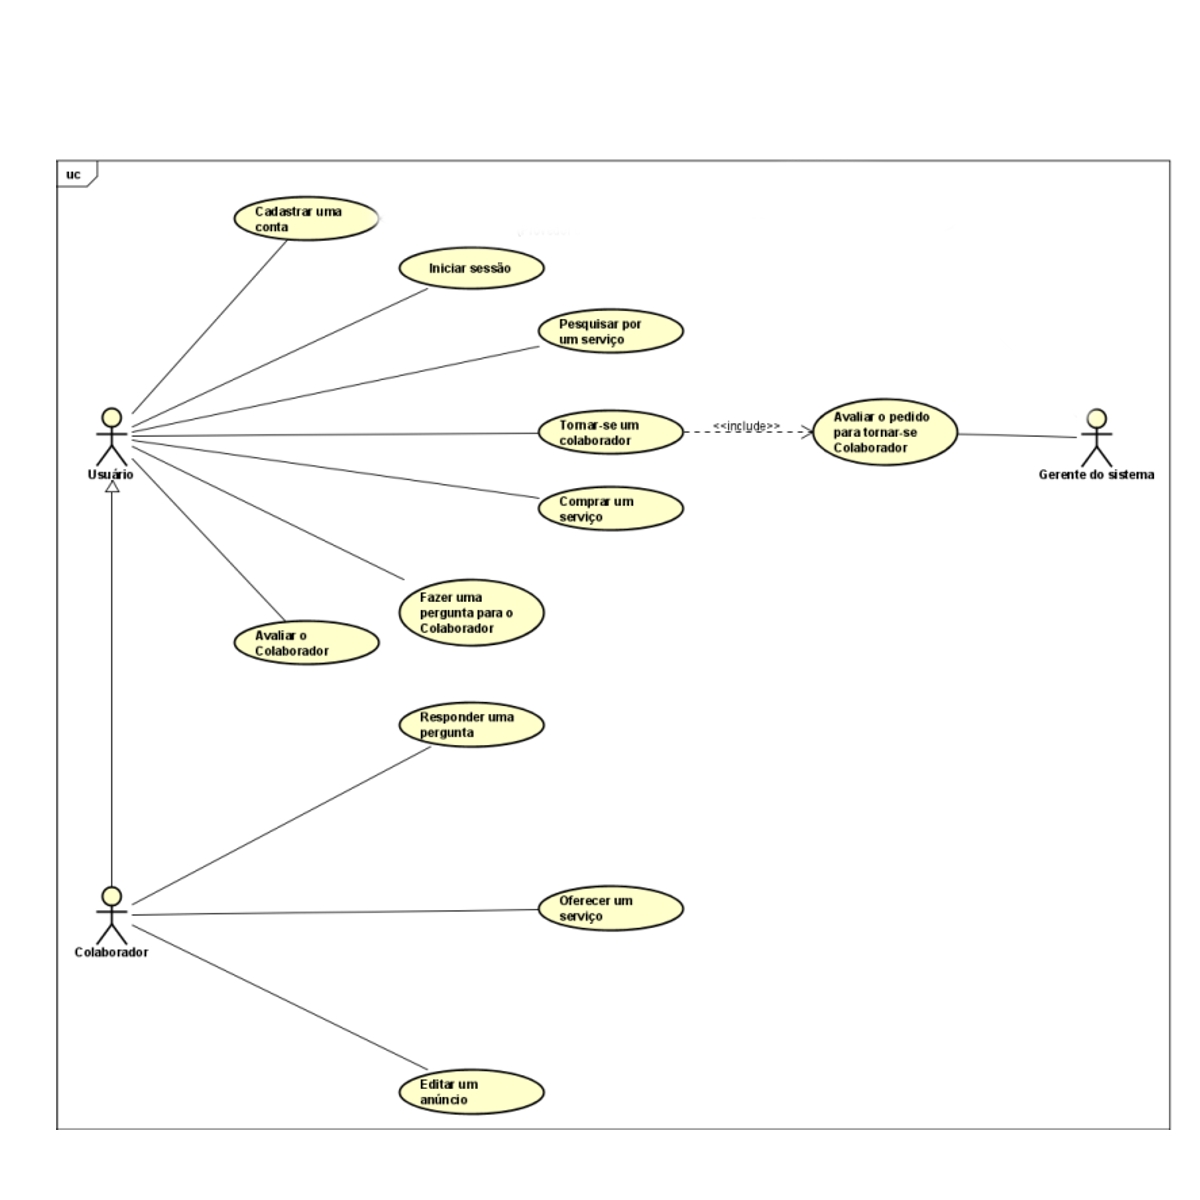 uc
Cadastrar uma
conta
Iniciar sessão
Pesquisar por
um serviço
Tornar-se um
colaborador
<<include>>
Avaliar o pedido
para tornar-se
Colaborador
Usuário
Gerente do sistema
Comprar um
serviço
Fazer uma
pergunta para o
Colaborador
Avaliar o
Colaborador
Responder uma
pergunta
Oferecer um
serviço
Colaborador
Editar um
anúncio